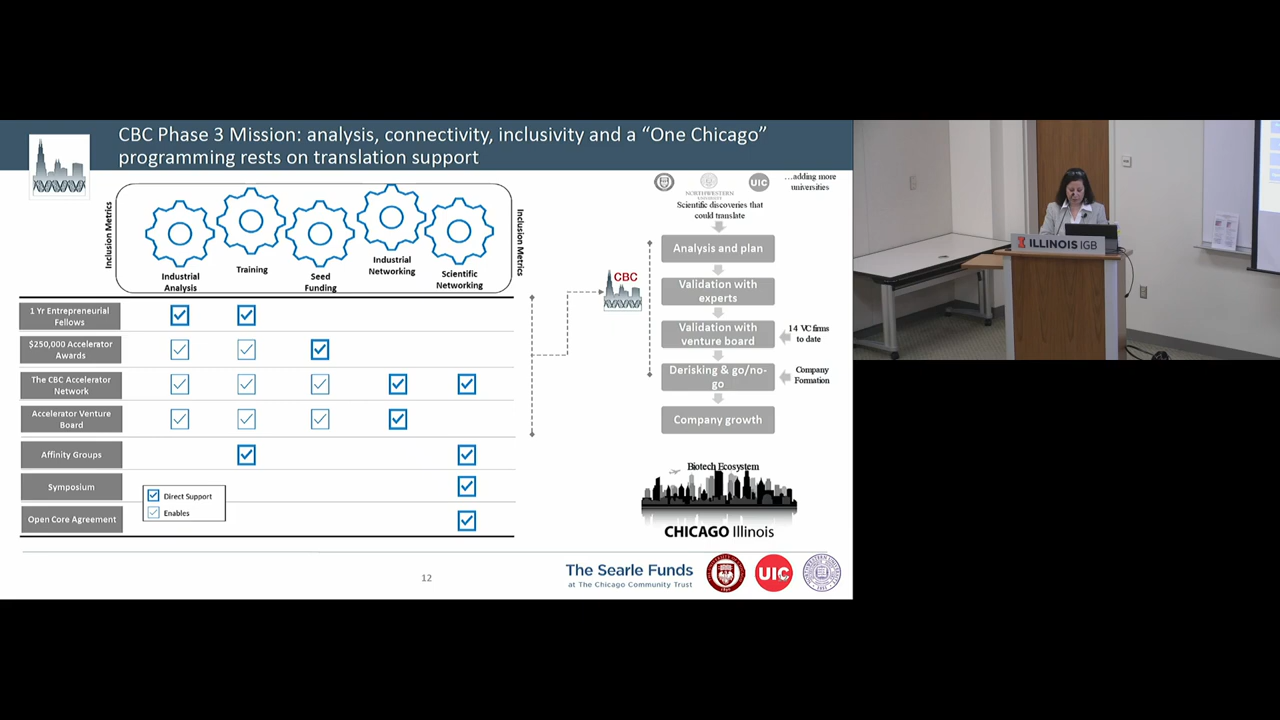 CBC Phase 3 Mission: analysis, connectivity, inclusivity and a “One Chicago”
programming rests on translation support
Inclusion Metrics
Industrial
Analysis
Training
Seed
Funding
Industrial
Networking
Scientific
Networking
Inclusion Metrics
1 Yr Entrepreneurial
Fellows
$250,000 Accelerator
Awards
The CBC Accelerator
Network
Accelerator Venture
Board
Affinity Groups
Symposium
Open Core Agreement
Direct Support
Enables
CBC
NORTHWESTERN
UNIVERSITY
UIC
...adding more
universities
Scientific discoveries that
could translate
Analysis and plan
Validation with
experts
Validation with
venture board
14 VC firms
to date
Derisking & go/no-
go
Company
Formation
Company growth
Biotech Ecosystem
CHICAGO Illinois
12
The Searle Funds
at The Chicago Community Trust
UIC
I ILLINOIS IGB